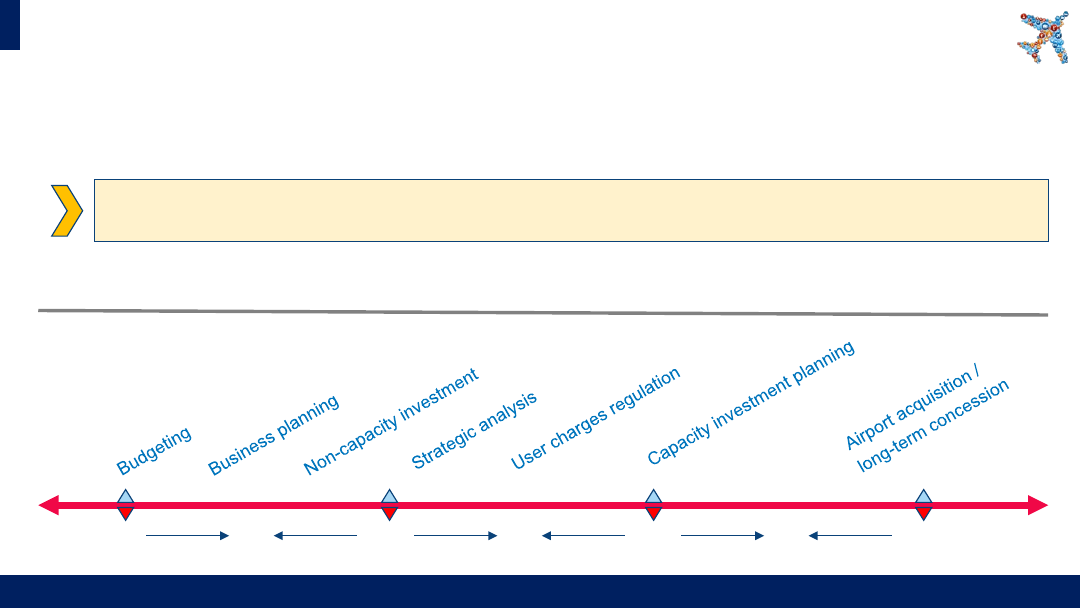 Budgeting
Business planning
Non-capacity investment
Strategic analysis
User charges regulation
Capacity investment planning
Airport acquisition /
long-term concession